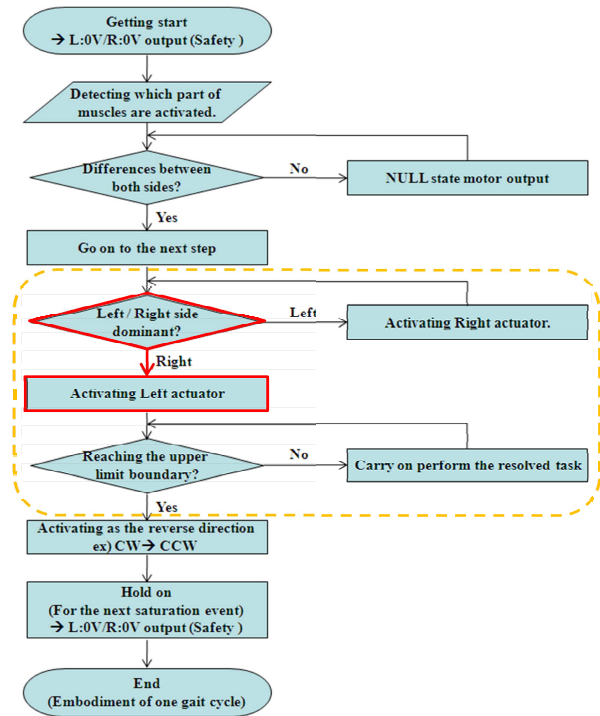 Getting start
→ L:0V/R:0V output (Safety )
Detecting which part of
muscles are activated.
Differences between
both sides?
No
NULL state motor output
Yes
Go on to the next step
Left / Right side
dominant?
Left
Activating Right actuator.
Right
Activating Left actuator
Reaching the upper
limit boundary?
No
Carry on perform the resolved task
Yes
Activating as the reverse direction
ex) CW→ CCW
Hold on
(For the next saturation event)
→ L:0V/R:0V output (Safety )
End
(Embodiment of one gait cycle)